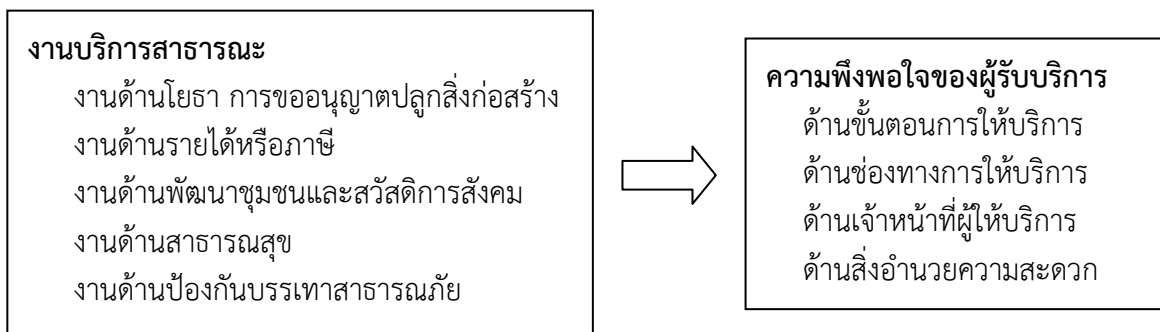 งานบริการสาธารณะ
งานด้านโยธา การขออนุญาตปลูกสิ่งก่อสร้าง
งานด้านรายได้หรือภาษี
งานด้านพัฒนาชุมชนและสวัสดิการสังคม
งานด้านสาธารณสุข
งานด้านป้องกันบรรเทาสาธารณภัย
ความพึงพอใจของผู้รับบริการ
ด้านขั้นตอนการให้บริการ
ด้านช่องทางการให้บริการ
ด้านเจ้าหน้าที่ผู้ให้บริการ
ด้านสิ่งอำนวยความสะดวก